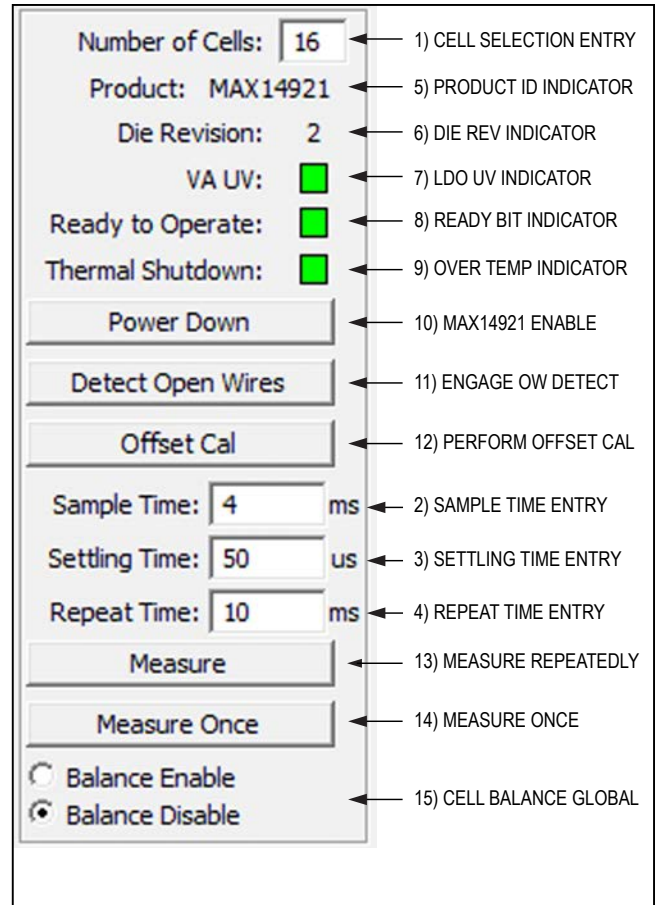 Number of Cells: 16 1) CELL SELECTION ENTRY
Product: MAX14921 5) PRODUCT ID INDICATOR
Die Revision: 2 6) DIE REV INDICATOR
VA UV: 7) LDO UV INDICATOR
Ready to Operate: 8) READY BIT INDICATOR
Thermal Shutdown: 9) OVER TEMP INDICATOR
Power Down 10) MAX14921 ENABLE
Detect Open Wires 11) ENGAGE OW DETECT
Offset Cal 12) PERFORM OFFSET CAL
Sample Time: 4 ms 2) SAMPLE TIME ENTRY
Settling Time: 50 us 3) SETTLING TIME ENTRY
Repeat Time: 10 ms 4) REPEAT TIME ENTRY
Measure 13) MEASURE REPEATEDLY
Measure Once 14) MEASURE ONCE
Balance Enable
15) CELL BALANCE GLOBAL
Balance Disable